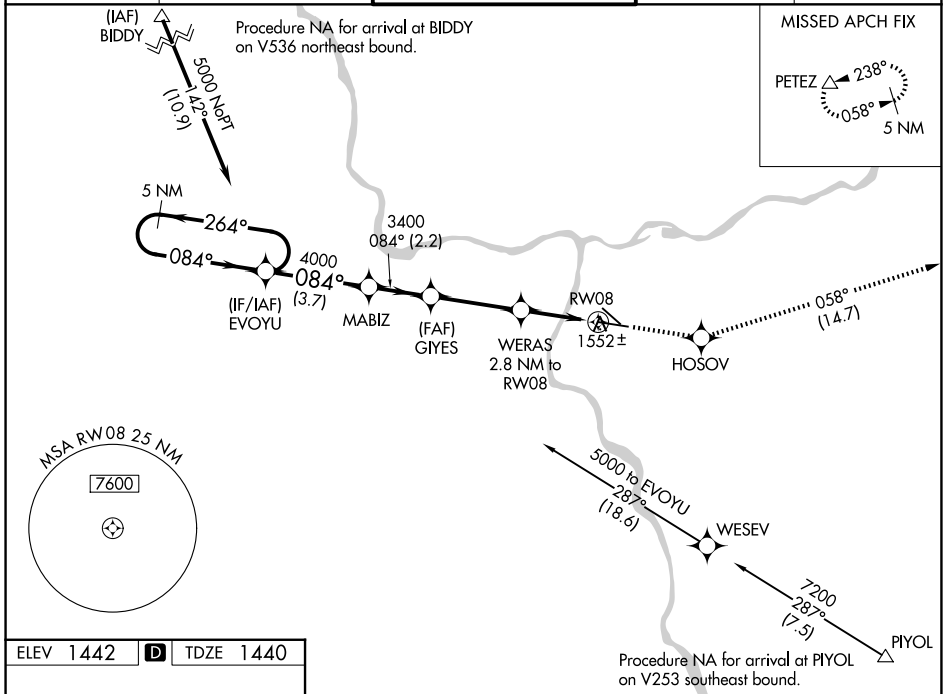 (IAF)
BIDDY
Procedure NA for arrival at BIDDY
on V536 northeast bound.
MISSED APCH FIX
PETEZ
238°
058°
5 NM
5000 NoPT
142°
(10.9)
5 NM
264°
084°
(IF/IAF)
EVOYU
4000
084°
(3.7)
MABIZ
3400
084° (2.2)
(FAF)
GIYES
WERAS
2.8 NM to
RW08
RW08
1552±
HOSOV
058°
(14.7)
MSA RW08 25 NM
7600
5000 to EVOYU
287°
(18.6)
WESEV
7200
287°
(7.5)
PIYOL
Procedure NA for arrival at PIYOL
on V253 southeast bound.
ELEV 1442 D TDZE 1440